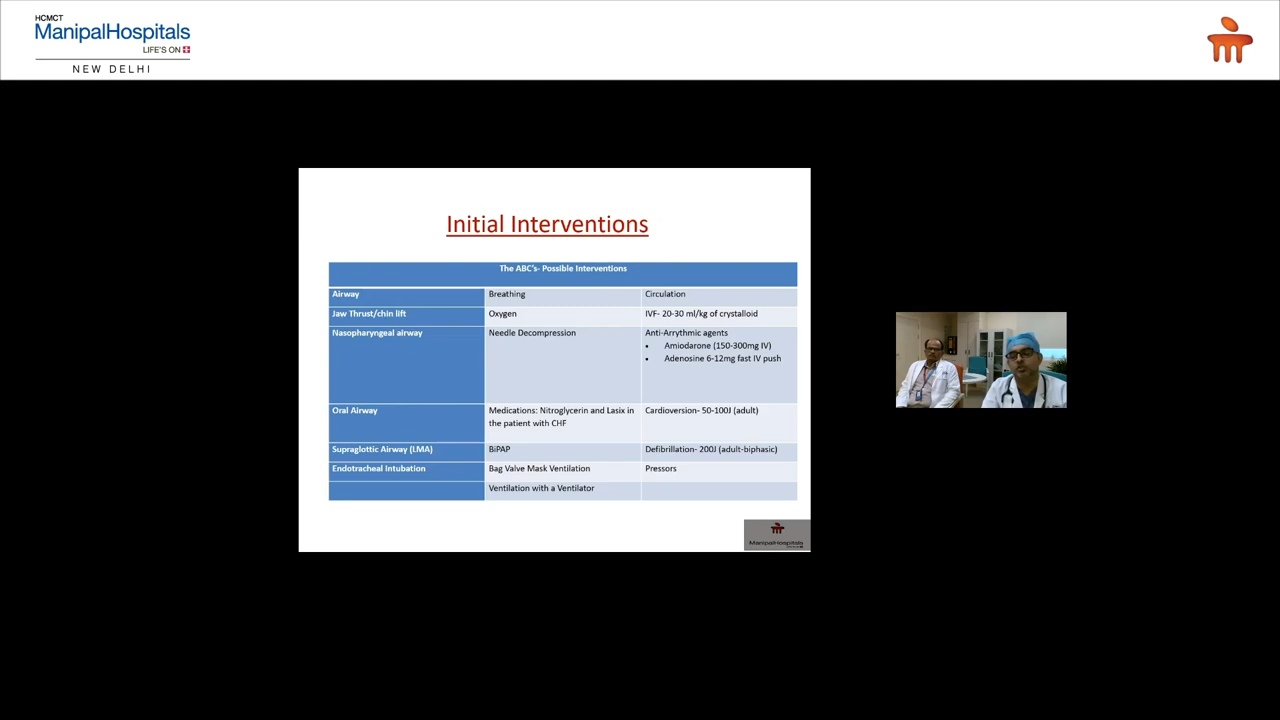 HCMCT
ManipalHospitals
LIFE'S ON
NEW DELHI
Initial Interventions
The ABC's- Possible Interventions
Airway Breathing Circulation
Jaw Thrust/chin lift Oxygen IVF- 20-30 ml/kg of crystalloid
Nasopharyngeal airway Needle Decompression Anti-Arrythmic agents
• Amiodarone (150-300mg IV)
• Adenosine 6-12mg fast IV push
Oral Airway Medications: Nitroglycerin and Lasix in the patient with CHF Cardioversion- 50-100J (adult)
Supraglottic Airway (LMA) BiPAP Defibrillation- 200J (adult-biphasic)
Endotracheal Intubation Bag Valve Mask Ventilation Pressors
Ventilation with a Ventilator
ManipalHospitals